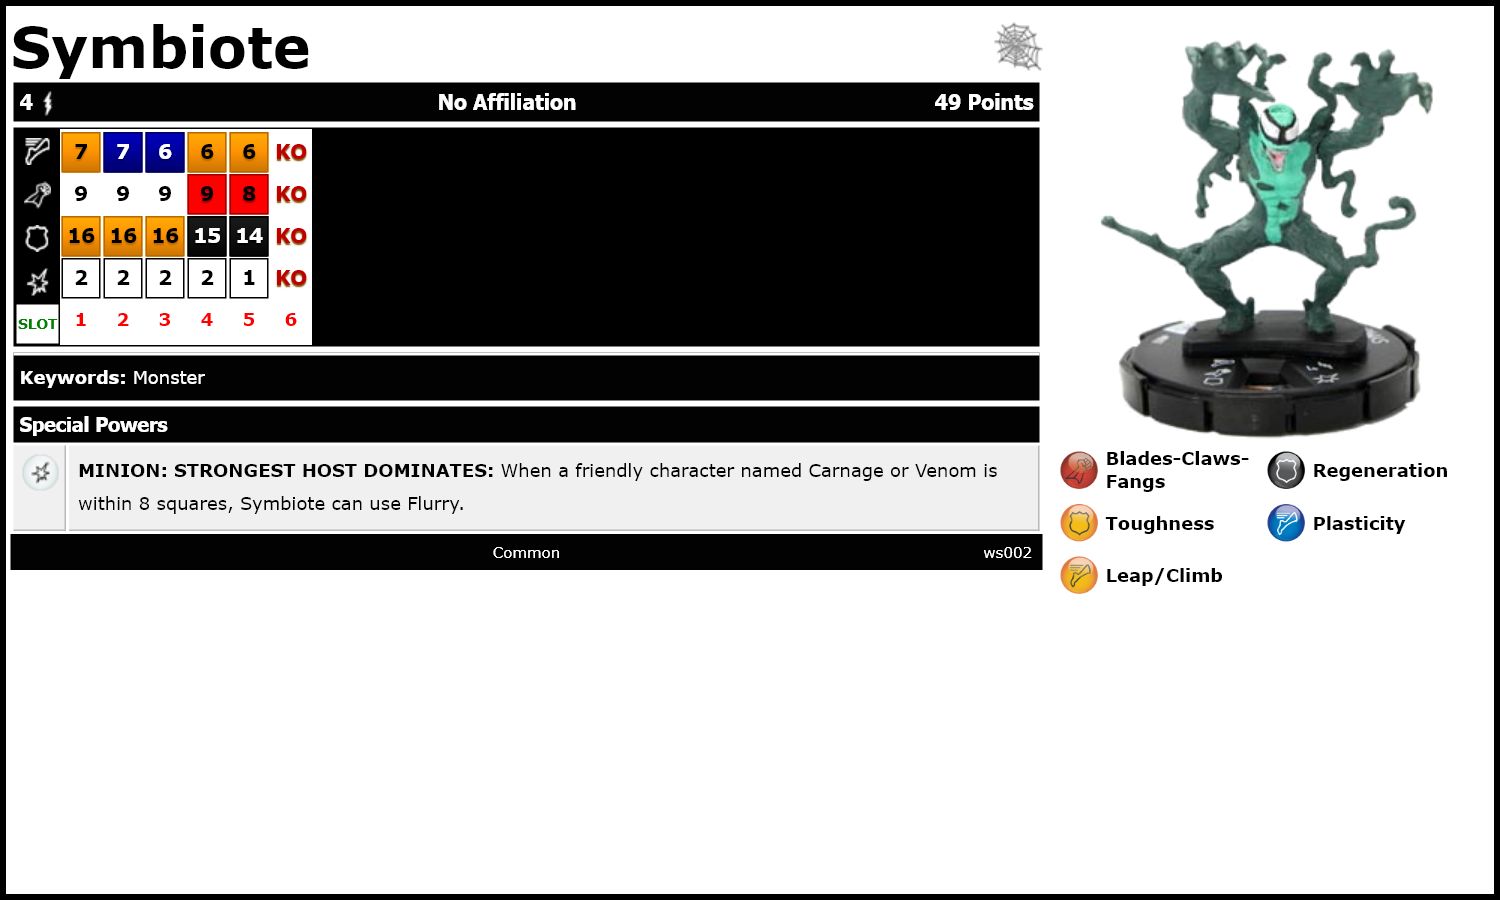 Symbiote
4 No Affiliation 49 Points
7 7 6 6 6 KO
9 9 9 9 8 KO
16 16 16 15 14 KO
2 2 2 2 1 KO
SLOT 1 2 3 4 5 6
Keywords: Monster
Special Powers
MINION: STRONGEST HOST DOMINATES: When a friendly character named Carnage or Venom is
within 8 squares, Symbiote can use Flurry.
Common ws002
Blades-Claws-
Fangs
Regeneration
Toughness
Plasticity
Leap/Climb